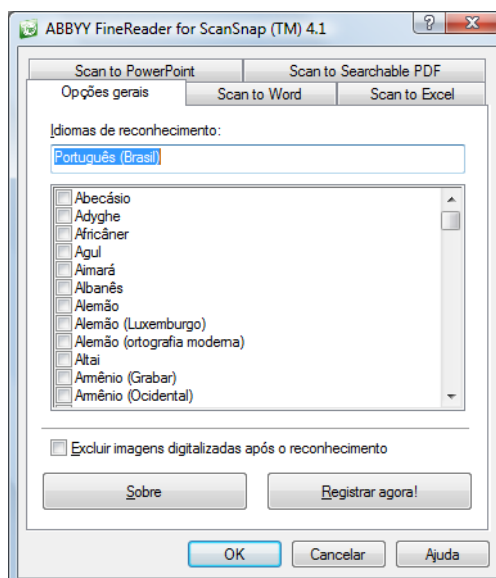 ABBYY FineReader for ScanSnap (TM) 4.1
Scan to PowerPoint Scan to Searchable PDF
Opções gerais Scan to Word Scan to Excel
Idiomas de reconhecimento:
Português (Brasil)
Abecásio
Adyghe
Africâner
Agul
Aimará
Albanês
Alemão
Alemão (Luxemburgo)
Alemão (ortografia moderna)
Altai
Armênio (Grabar)
Armênio (Ocidental)
Excluir imagens digitalizadas após o reconhecimento
Sobre Registrar agora!
OK Cancelar Ajuda